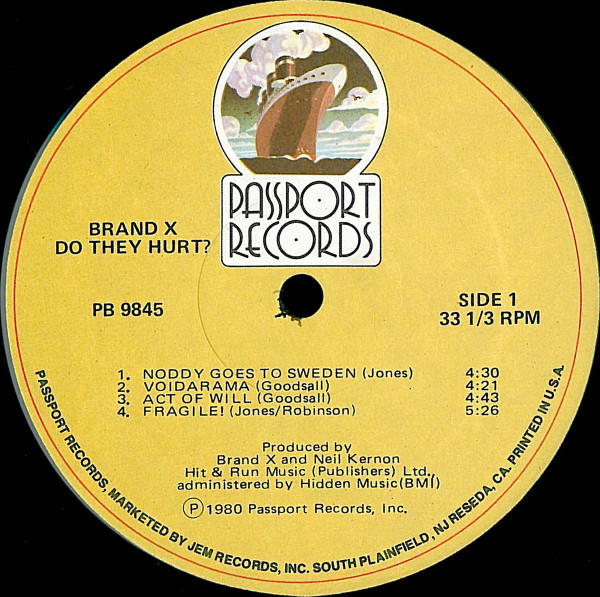 PASSPORT
RECORDS
BRAND X
DO THEY HURT?
PB 9845
SIDE 1
33 1/3 RPM
1. NODDY GOES TO SWEDEN (Jones) 4:30
2. VOIDARAMA (Goodsall) 4:21
3. ACT OF WILL (Goodsall) 4:43
4. FRAGILE! (Jones/Robinson) 5:26
Produced by
Brand X and Neil Kernon
Hit & Run Music (Publishers) Ltd.,
administered by Hidden Music(BMI)
Ⓟ1980 Passport Records, Inc.
PASSPORT RECORDS, MARKETED BY JEM RECORDS, INC. SOUTH PLAINFIELD, NJ RESEDA, CA. PRINTED IN U.S.A.